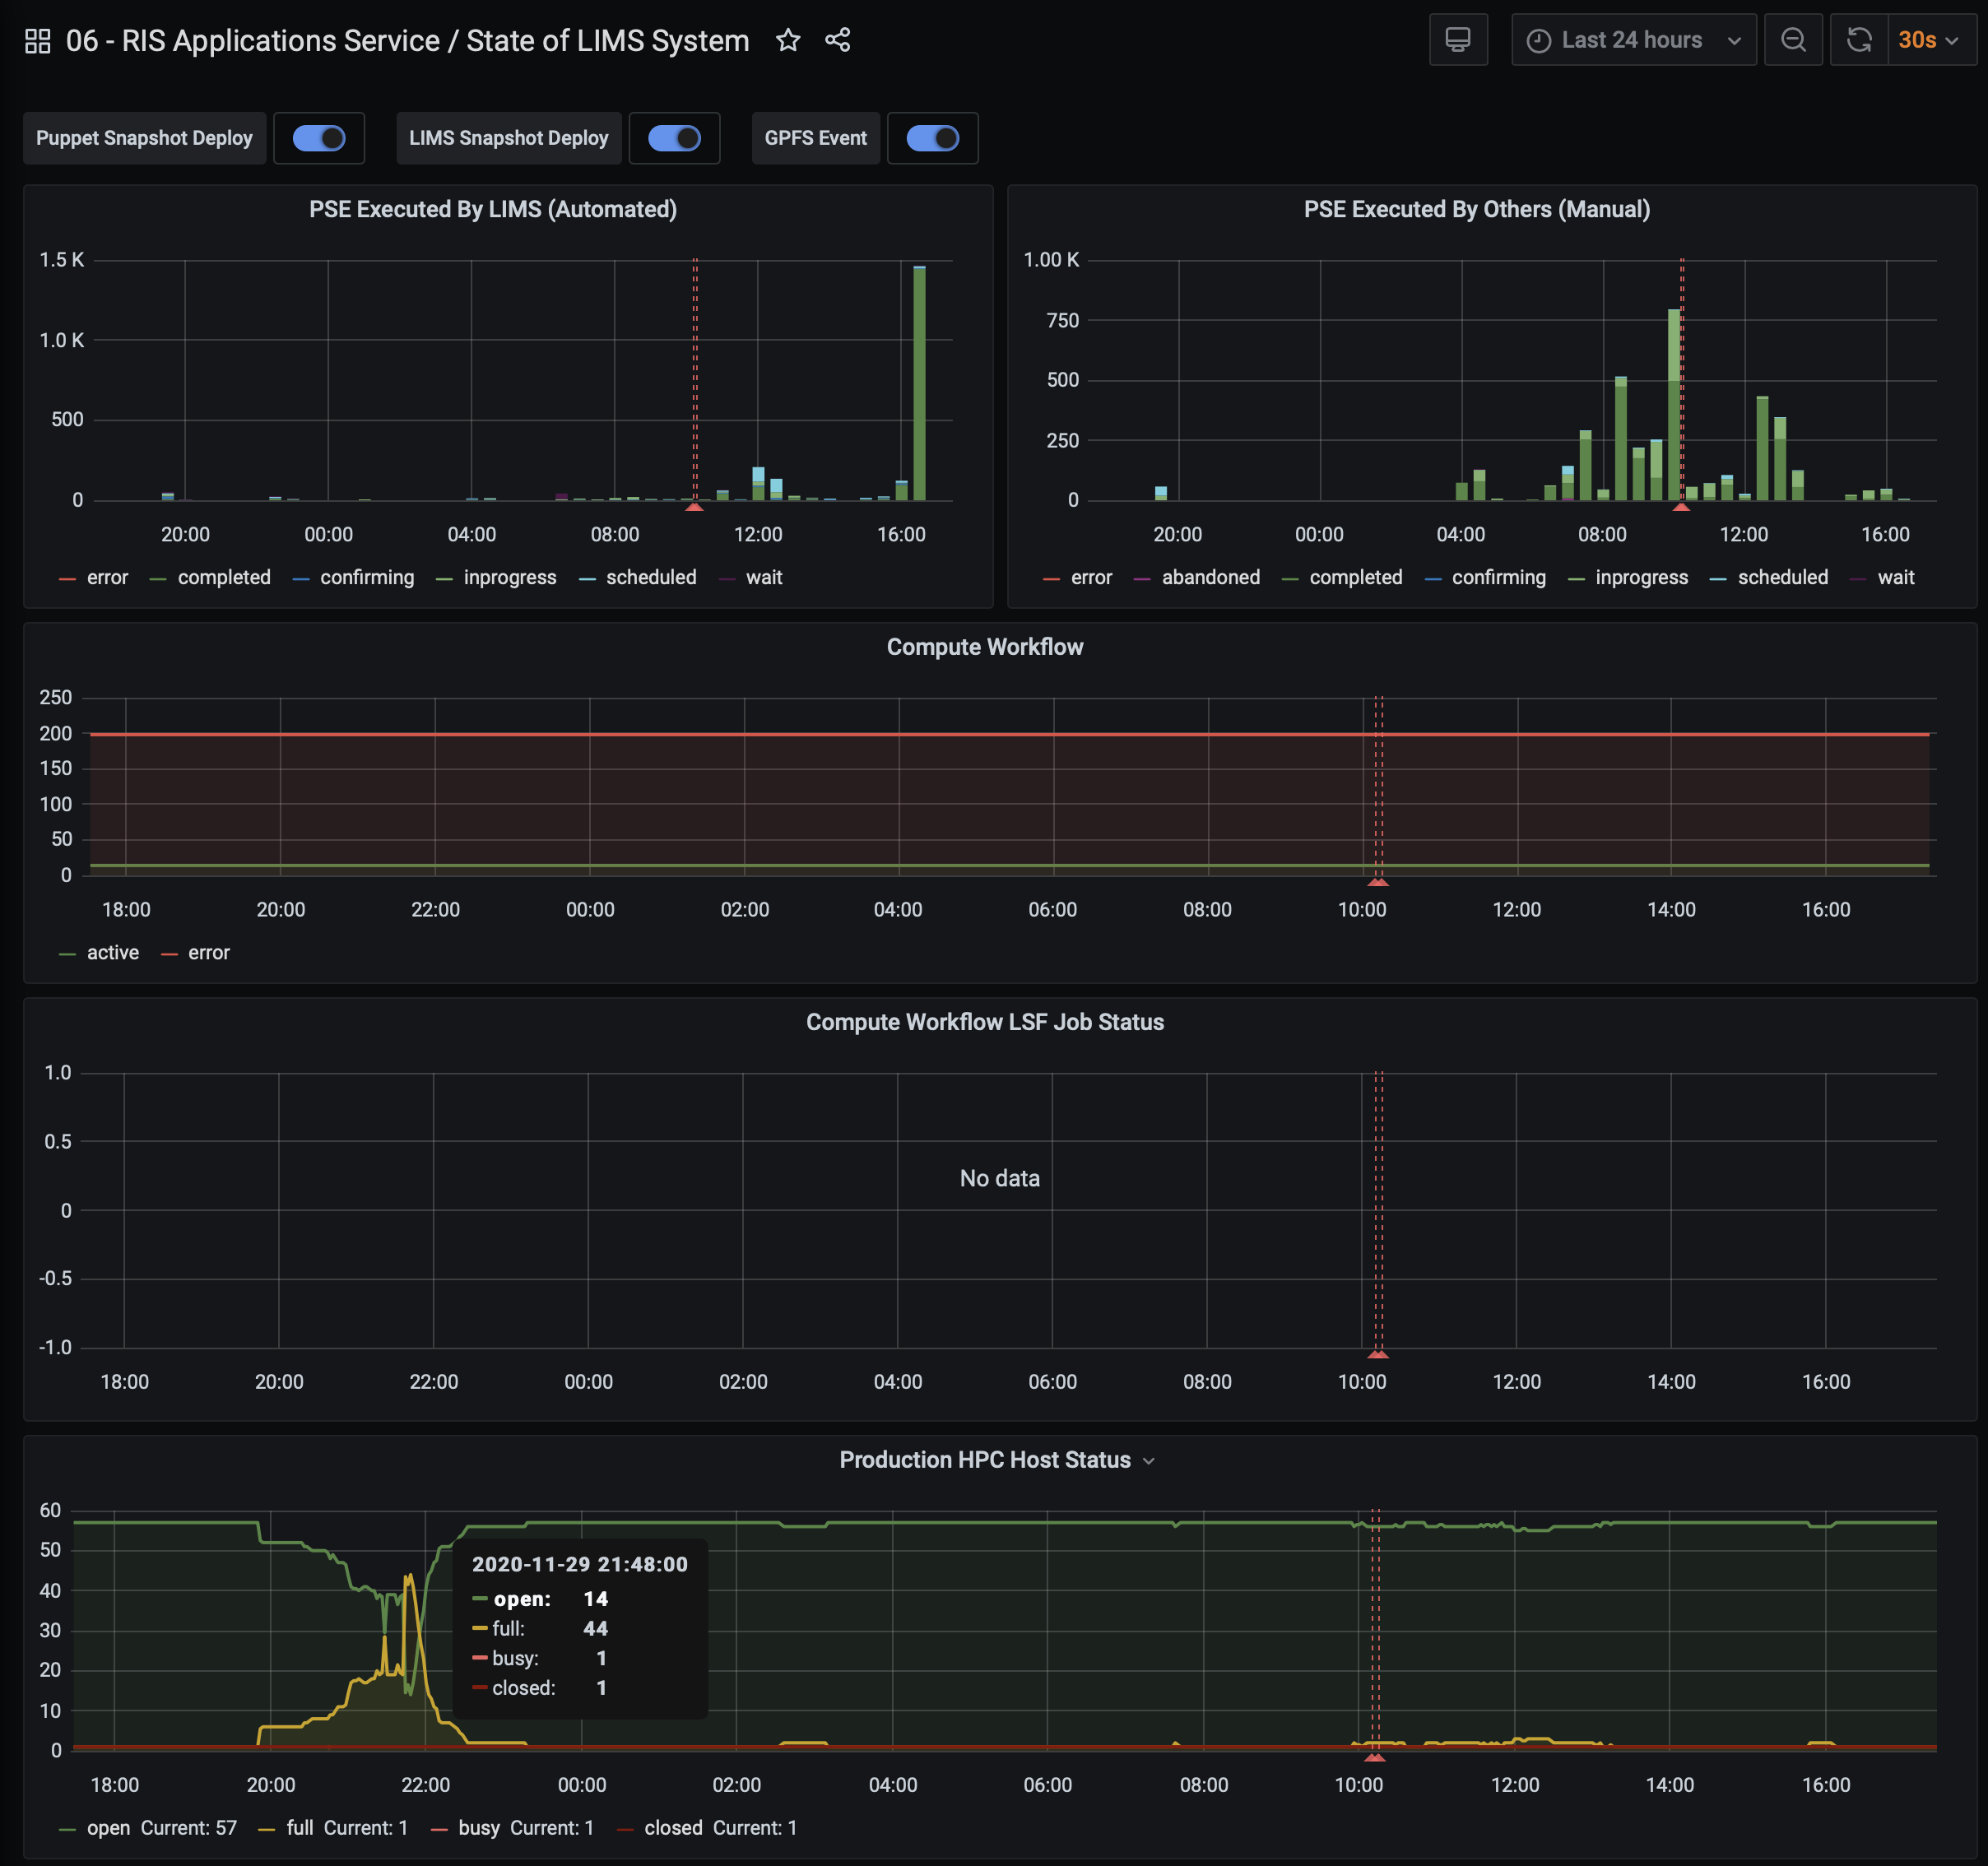 06 - RIS Applications Service / State of LIMS System
Last 24 hours
30s
Puppet Snapshot Deploy
LIMS Snapshot Deploy
GPFS Event
PSE Executed By LIMS (Automated)
1.5 K
1.0 K
500
0
20:00 00:00 04:00 08:00 12:00 16:00
error completed confirming inprogress scheduled wait
PSE Executed By Others (Manual)
1.00 K
750
500
250
0
20:00 00:00 04:00 08:00 12:00 16:00
error abandoned completed confirming inprogress scheduled wait
Compute Workflow
250
200
150
100
50
0
18:00 20:00 22:00 00:00 02:00 04:00 06:00 08:00 10:00 12:00 14:00 16:00
active error
Compute Workflow LSF Job Status
1.0
0.5
No data
0
-0.5
-1.0
18:00 20:00 22:00 00:00 02:00 04:00 06:00 08:00 10:00 12:00 14:00 16:00
Production HPC Host Status
60
50
40
30
20
10
0
2020-11-29 21:48:00
open: 14
full: 44
busy: 1
closed: 1
18:00 20:00 22:00 00:00 02:00 04:00 06:00 08:00 10:00 12:00 14:00 16:00
open Current: 57 full Current: 1 busy Current: 1 closed Current: 1